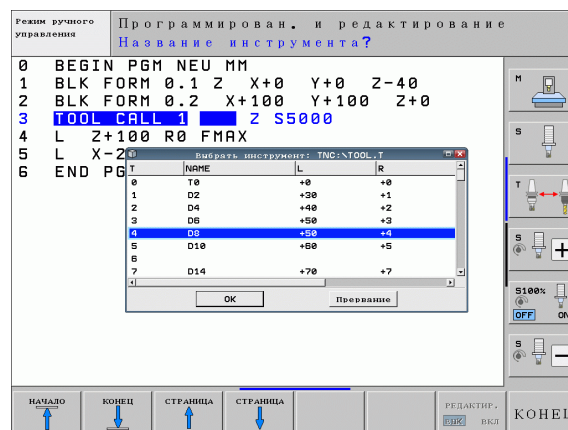 Режим ручного
управления
Программирован. и редактирование
Название инструмента?
0 BEGIN PGM NEU MM
1 BLK FORM 0.1 Z X+0 Y+0 Z-40
2 BLK FORM 0.2 X+100 Y+100 Z+0
3 TOOL CALL 1 Z S5000
4 L Z+100 R0 FMAX
5 L X-2
6 END PG
Выбрать инструмент: TNC:\TOOL.T
T NAME L R
0 T0 +0 +0
1 D2 +30 +1
2 D4 +40 +2
3 D6 +50 +3
4 D8 +50 +4
5 D10 +60 +5
6
7 D14 +70 +7
OK Прервание
M
S
T
S
S100%
OFF ON
S
НАЧАЛО
КОНЕЦ
СТРАНИЦА
СТРАНИЦА
РЕДАКТИР.
ВЫК ВКЛ
КОНЕЦ